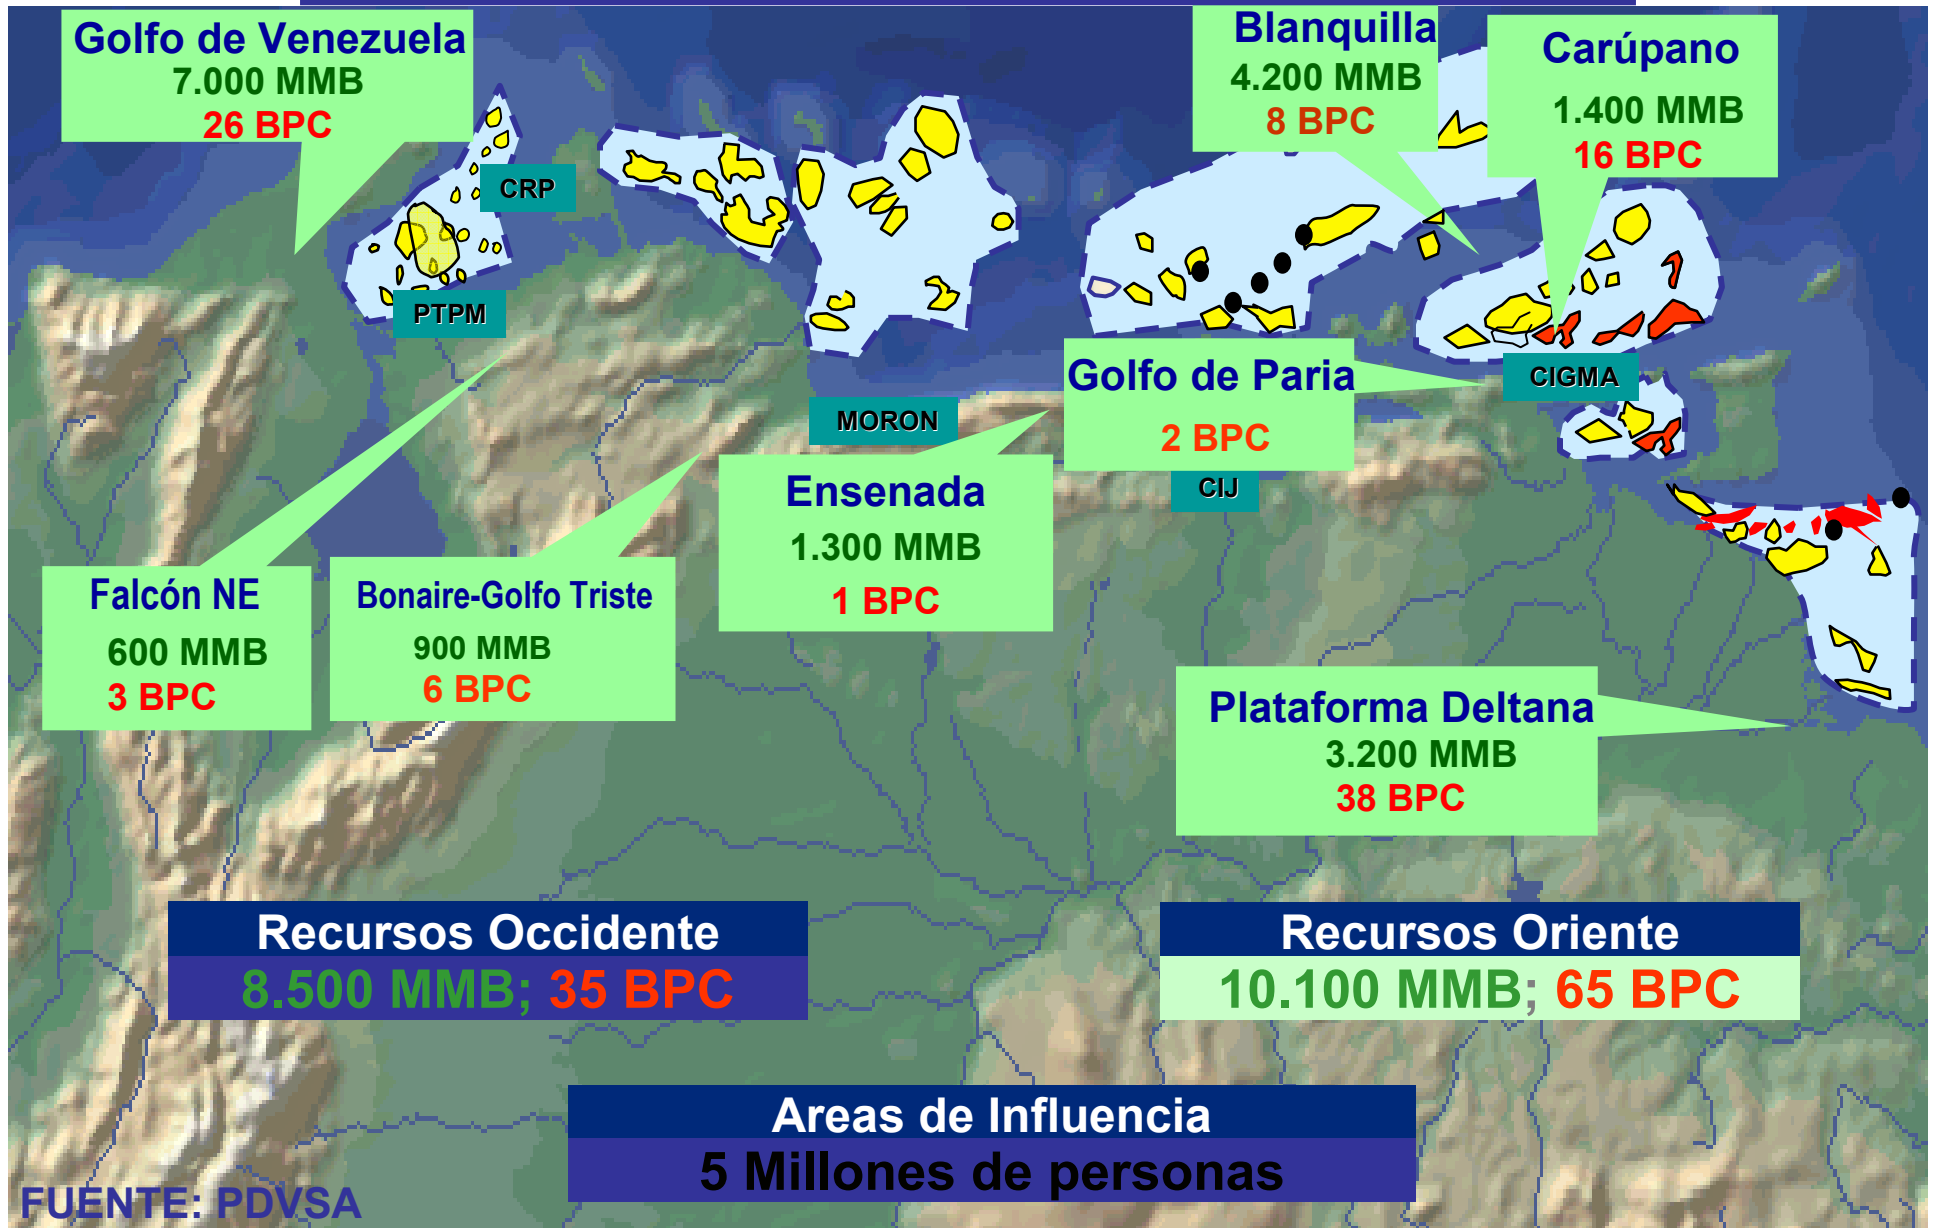 Golfo de Venezuela
7.000 MMB
26 BPC
Blanquilla
4.200 MMB
8 BPC
Carúpano
1.400 MMB
16 BPC
CRP
PTPM
MORON
Golfo de Paria
2 BPC
CIGMA
CIJ
Ensenada
1.300 MMB
1 BPC
Falcón NE
600 MMB
3 BPC
Bonaire-Golfo Triste
900 MMB
6 BPC
Plataforma Deltana
3.200 MMB
38 BPC
Recursos Occidente
8.500 MMB; 35 BPC
Recursos Oriente
10.100 MMB; 65 BPC
Areas de Influencia
5 Millones de personas
FUENTE: PDVSA